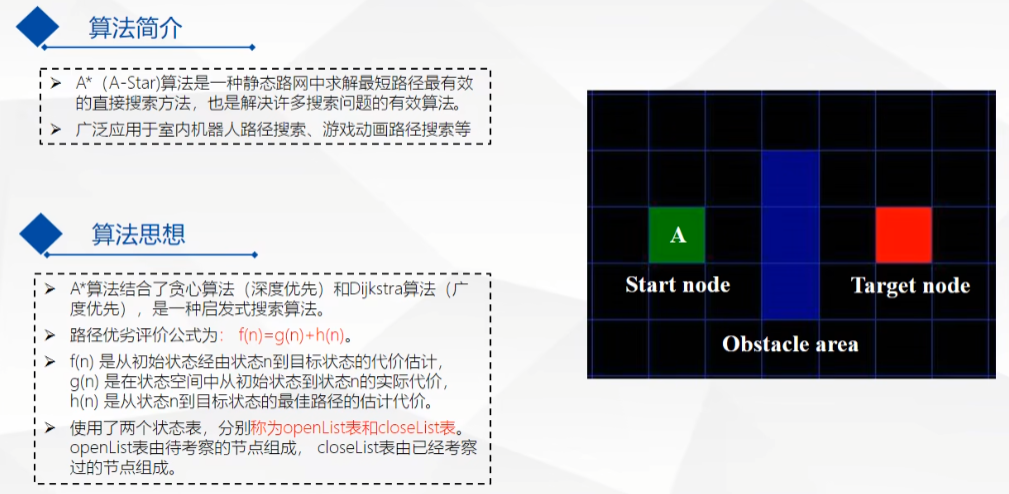 算法简介
➢ A*（A-Star)算法是一种静态路网中求解最短路径最有效
的直接搜索方法，也是解决许多搜索问题的有效算法。
➢ 广泛应用于室内机器人路径搜索、游戏动画路径搜索等
算法思想
➢ A*算法结合了贪心算法（深度优先）和Dijkstra算法（广
度优先），是一种启发式搜索算法。
➢ 路径优劣评价公式为： f(n)=g(n)+h(n)。
➢ f(n) 是从初始状态经由状态n到目标状态的代价估计，
g(n) 是在状态空间中从初始状态到状态n的实际代价，
h(n) 是从状态n到目标状态的最佳路径的估计代价。
➢ 使用了两个状态表，分别称为openList表和closeList表。
openList表由待考察的节点组成， closeList表由已经考察
过的节点组成。
A
Start node
Target node
Obstacle area